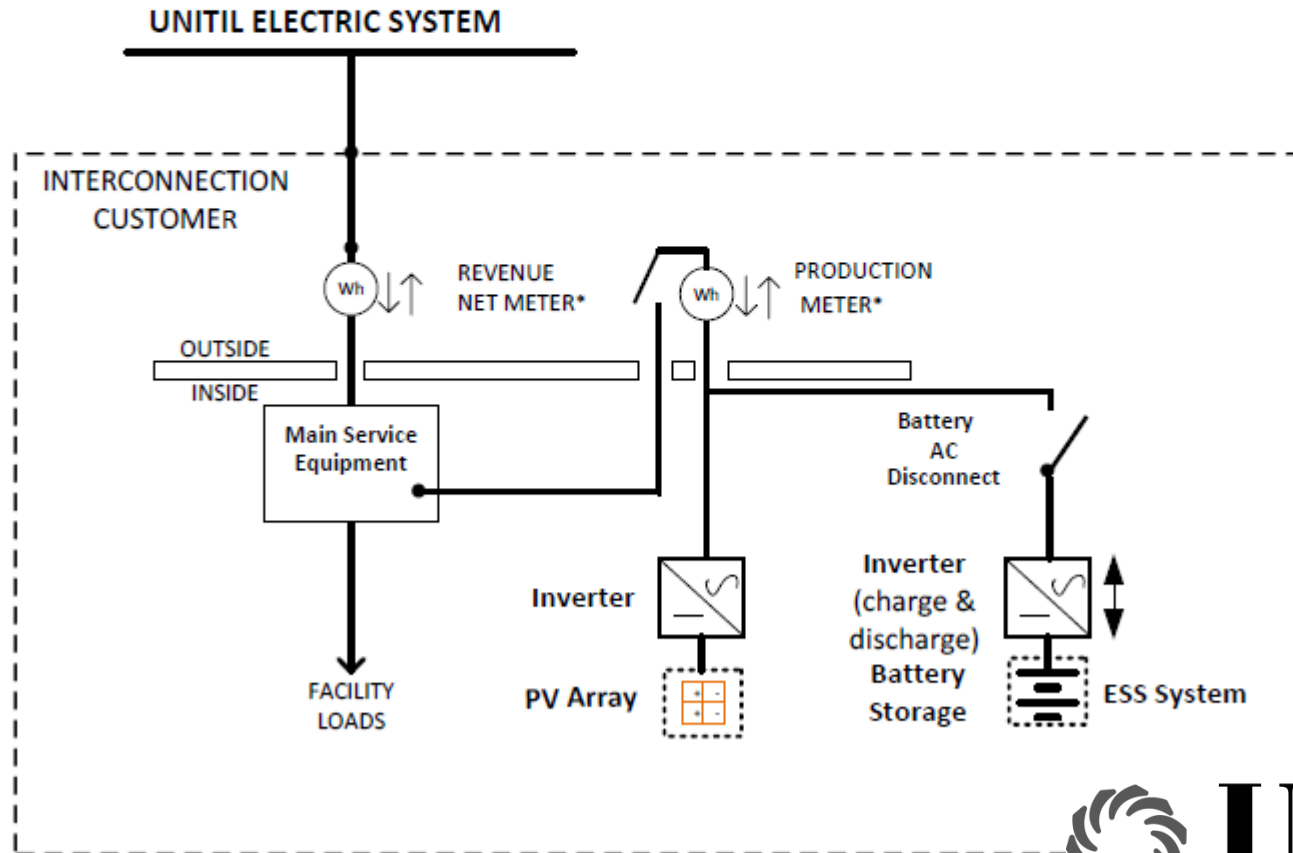 UNITIL ELECTRIC SYSTEM
INTERCONNECTION
CUSTOMER
Wh
REVENUE
NET METER*
Wh
PRODUCTION
METER*
OUTSIDE
INSIDE
Main Service
Equipment
Battery
AC
Disconnect
Inverter
Inverter
(charge &
discharge)
PV Array
Battery
Storage
ESS System
FACILITY
LOADS